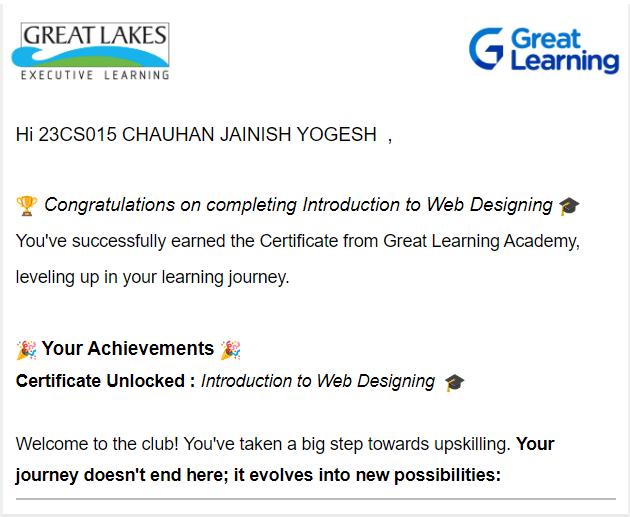 GREAT LAKES
EXECUTIVE LEARNING
Great
Learning
Hi 23CS015 CHAUHAN JAINISH YOGESH ,
🏆 Congratulations on completing Introduction to Web Designing 🎓
You've successfully earned the Certificate from Great Learning Academy,
leveling up in your learning journey.
🎉 Your Achievements 🎉
Certificate Unlocked : Introduction to Web Designing 🎓
Welcome to the club! You've taken a big step towards upskilling. Your
journey doesn't end here; it evolves into new possibilities: